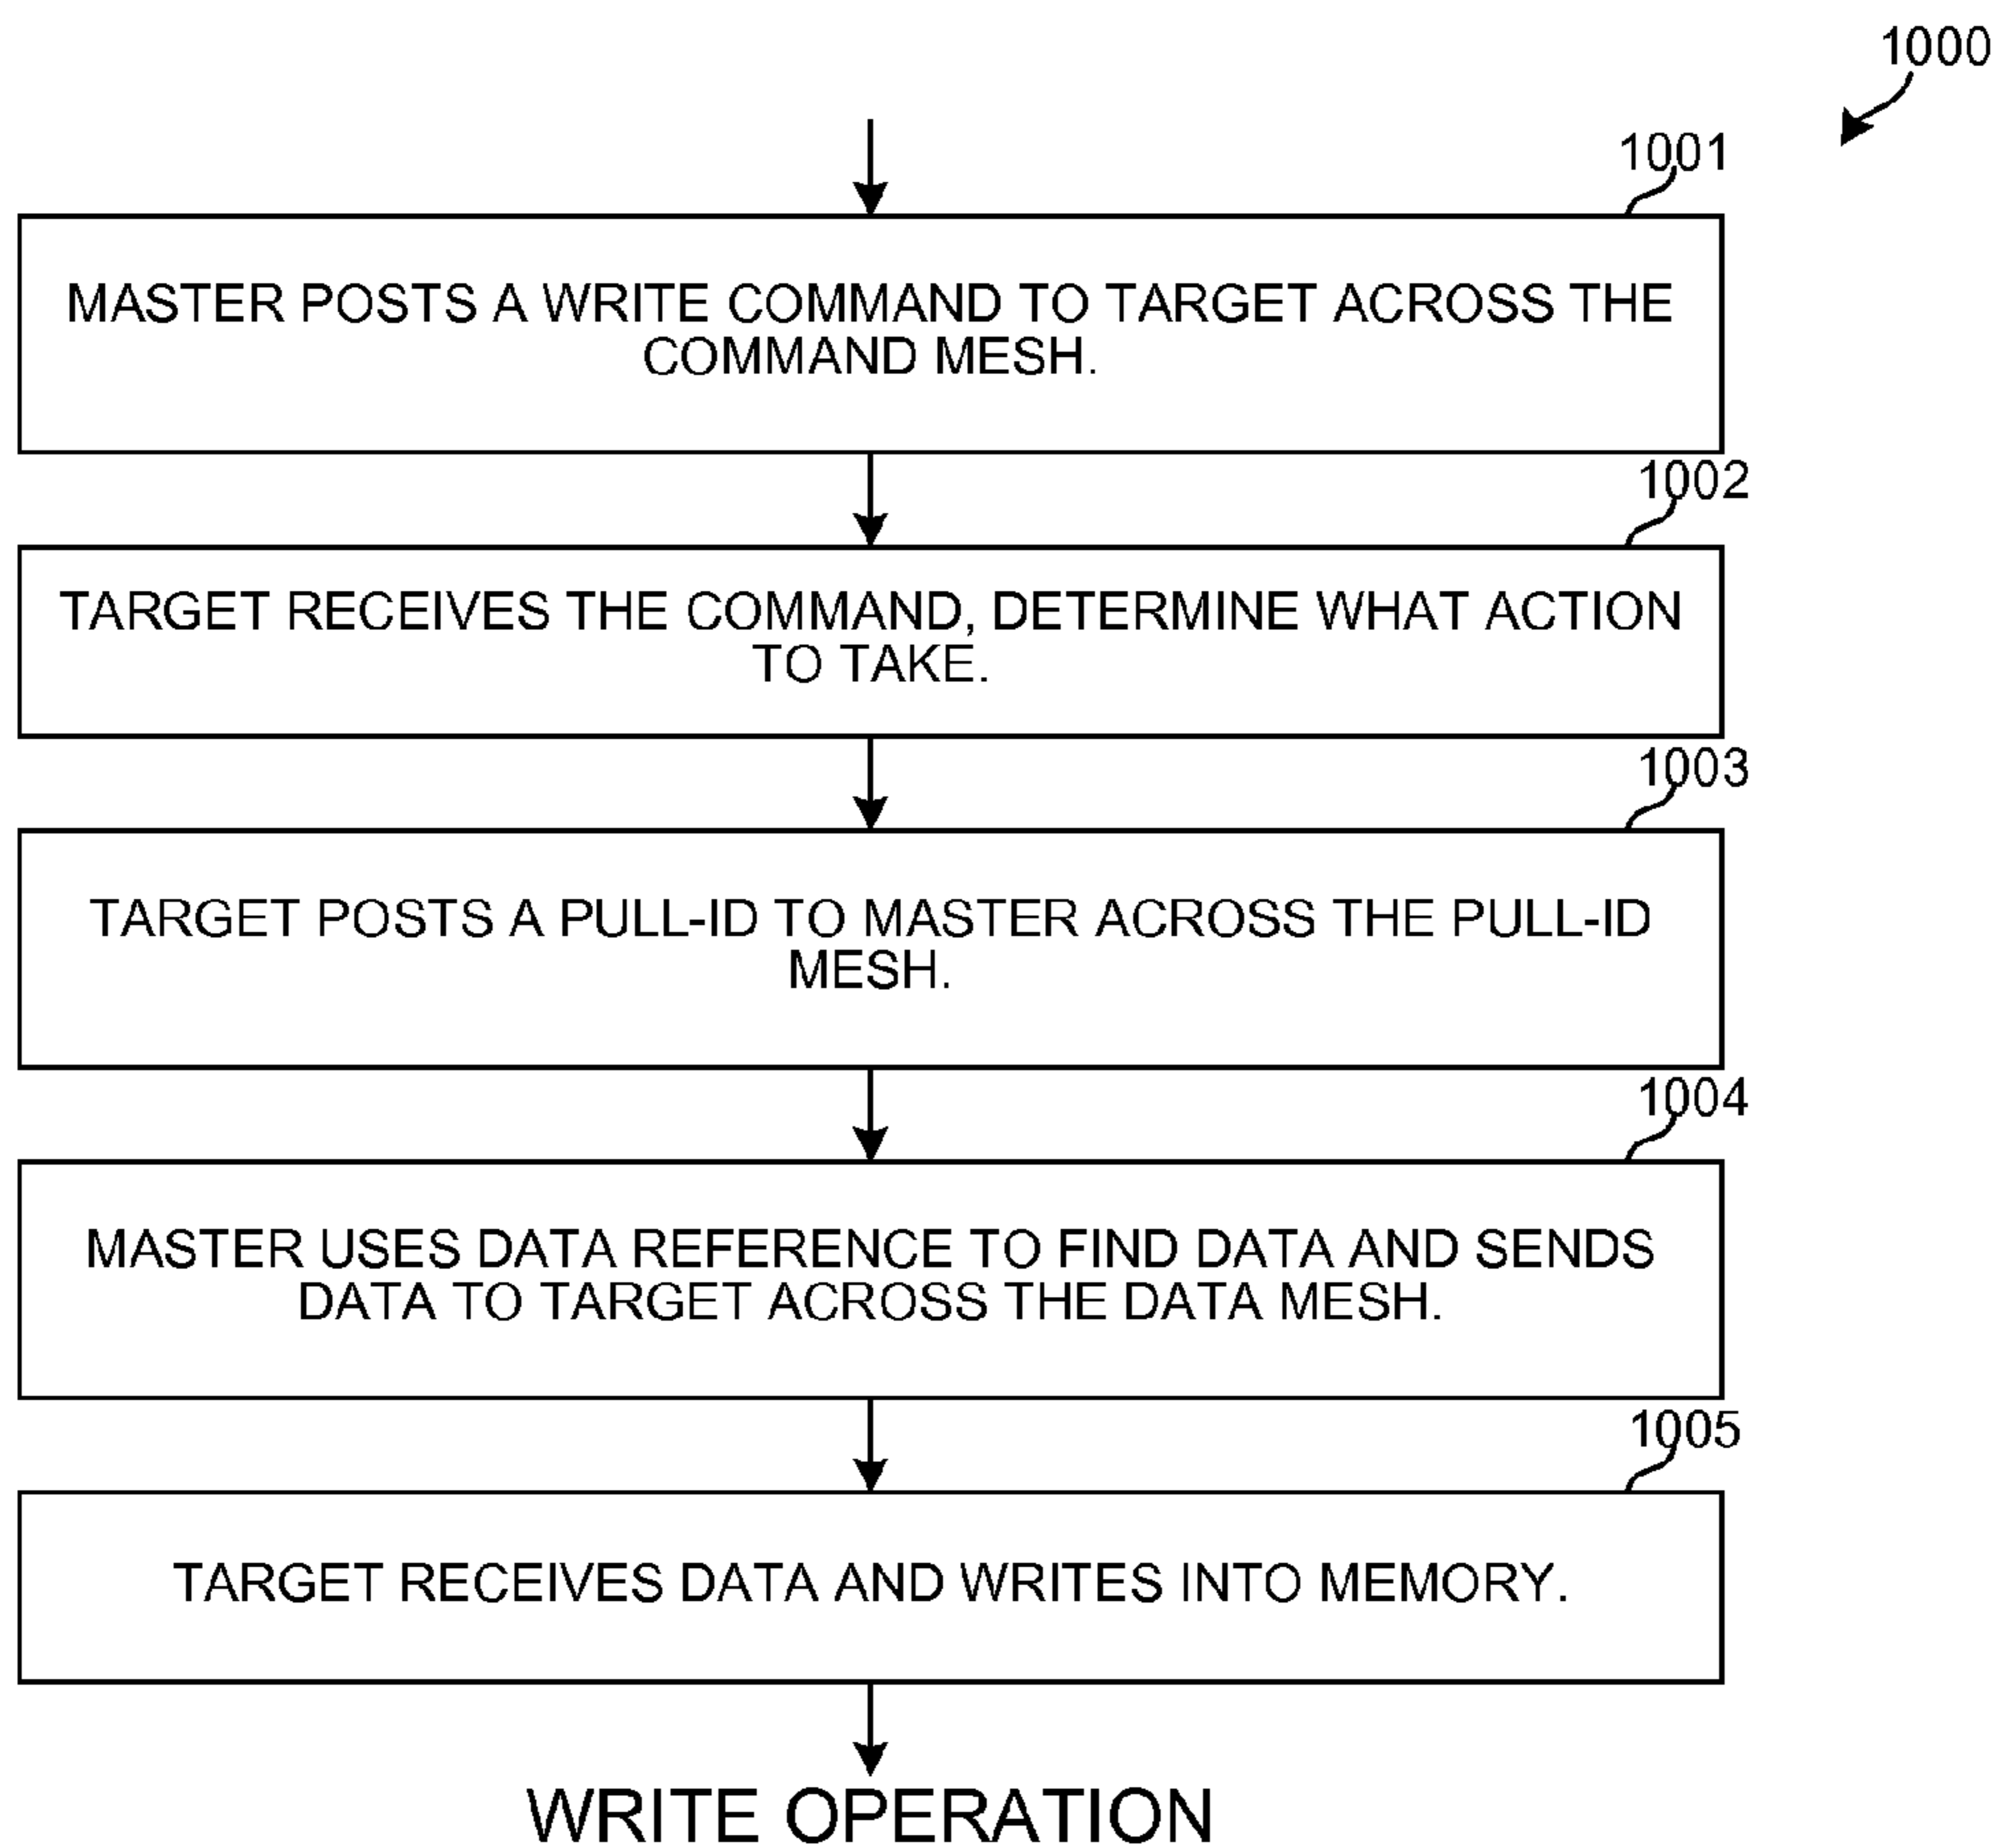 1000
1001
MASTER POSTS A WRITE COMMAND TO TARGET ACROSS THE
COMMAND MESH.
1002
TARGET RECEIVES THE COMMAND, DETERMINE WHAT ACTION
TO TAKE.
1003
TARGET POSTS A PULL-ID TO MASTER ACROSS THE PULL-ID
MESH.
1004
MASTER USES DATA REFERENCE TO FIND DATA AND SENDS
DATA TO TARGET ACROSS THE DATA MESH.
1005
TARGET RECEIVES DATA AND WRITES INTO MEMORY.
WRITE OPERATION